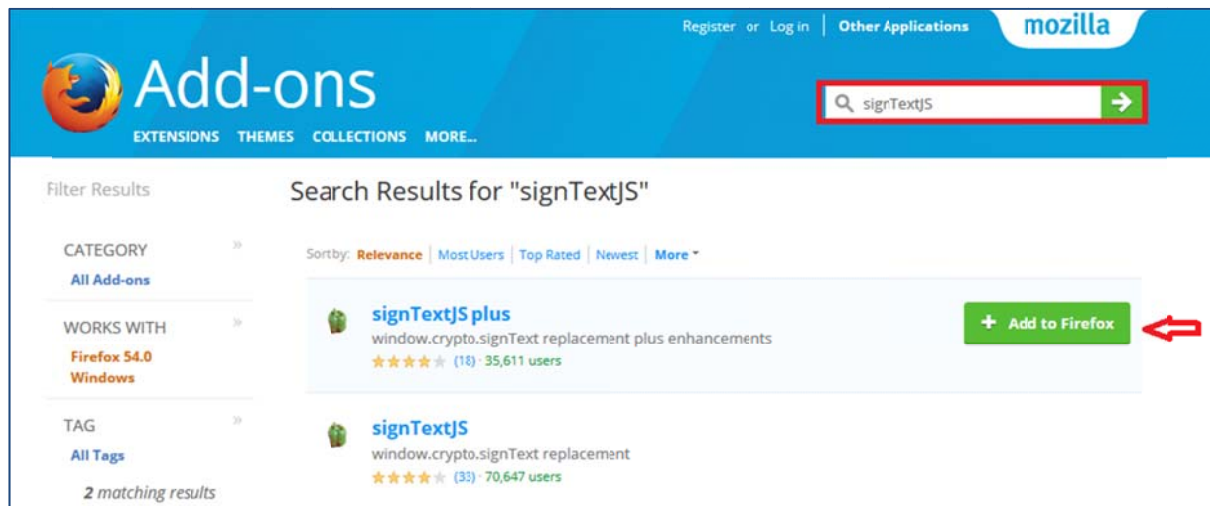 Register or Log in | Other Applications
mozilla
Add-ons
signTextJS
EXTENSIONS THEMES COLLECTIONS MORE...
Filter Results
Search Results for "signTextJS"
CATEGORY »
All Add-ons
Sort by: Relevance | Most Users | Top Rated | Newest | More
WORKS WITH »
Firefox 54.0
Windows
signTextJS plus
window.crypto.signText replacement plus enhancements
(18) · 35,611 users
+ Add to Firefox
TAG »
All Tags
2 matching results
signTextJS
window.crypto.signText replacement
(33) · 70,647 users